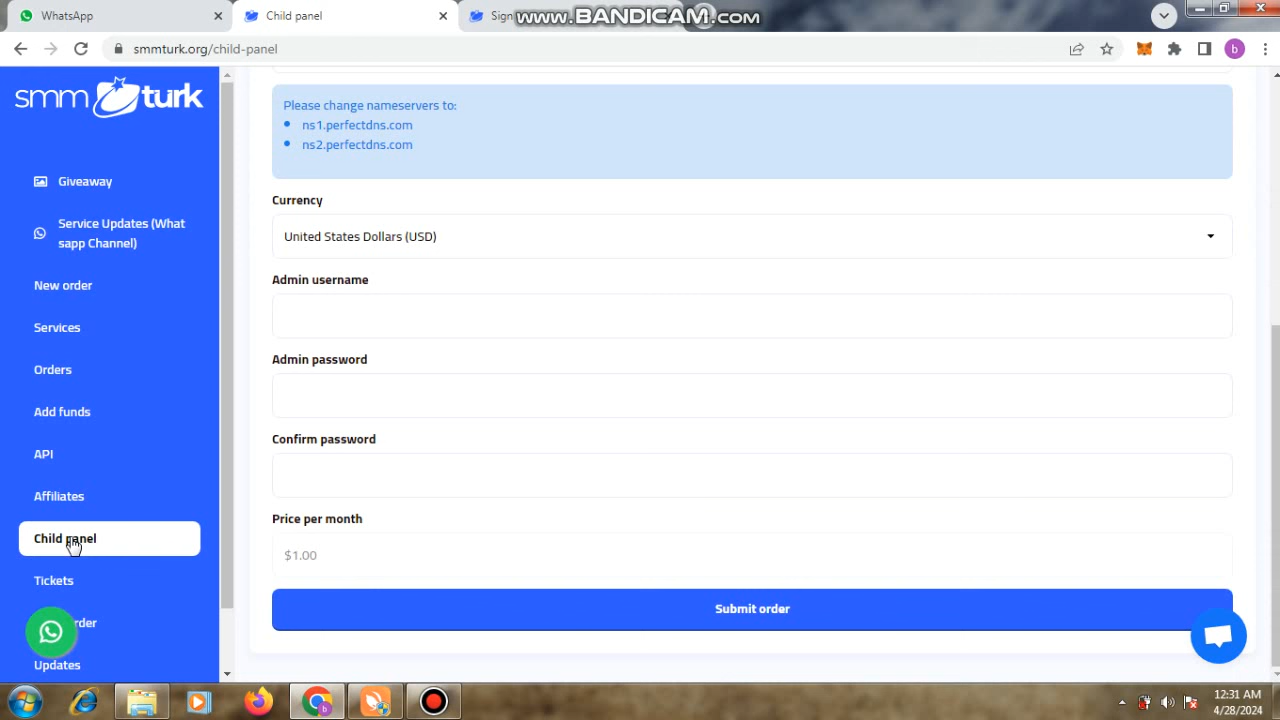 WhatsApp
Child panel
Sign
www.BANDICAM.com
smmturk.org/child-panel
b
smm turk
Giveaway
Service Updates (What
sapp Channel)
New order
Services
Orders
Add funds
API
Affiliates
Child panel
Tickets
rder
Updates
Please change nameservers to:
ns1.perfectdns.com
ns2.perfectdns.com
Currency
United States Dollars (USD)
Admin username
Admin password
Confirm password
Price per month
$1.00
Submit order
12:31 AM
4/28/2024